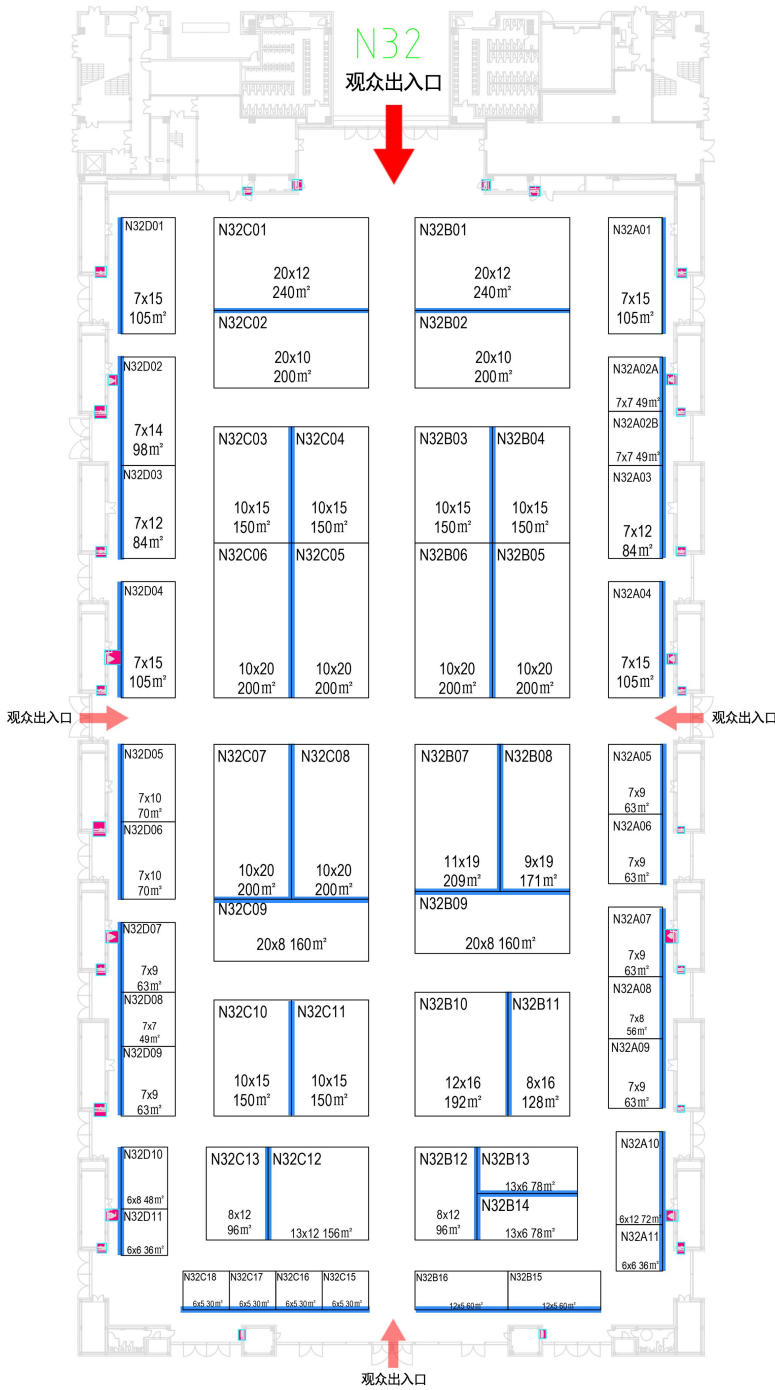 N32
观众出入口
N32D01
7x15
105m²
N32C01
20x12
240m²
N32B01
20x12
240m²
N32A01
7x15
105m²
N32C02
20x10
200m²
N32B02
20x10
200m²
N32D02
7x14
98m²
N32D03
7x12
84m²
N32A02A
7x7 49m²
N32A02B
7x7 49m²
N32A03
7x12
84m²
N32C03
10x15
150m²
N32C04
10x15
150m²
N32B03
10x15
150m²
N32B04
10x15
150m²
N32C06
10x20
200m²
N32C05
10x20
200m²
N32B06
10x20
200m²
N32B05
10x20
200m²
N32D04
7x15
105m²
N32A04
7x15
105m²
观众出入口
观众出入口
N32D05
7x10
70m²
N32D06
7x10
70m²
N32C07
10x20
200m²
N32C08
10x20
200m²
N32C09
20x8 160m²
N32B07
11x19
209m²
N32B08
9x19
171m²
N32B09
20x8 160m²
N32A05
7x9
63m²
N32A06
7x9
63m²
N32D07
7x9
63m²
N32D08
7x7
49m²
N32D09
7x9
63m²
N32A07
7x9
63m²
N32A08
7x8
56m²
N32A09
7x9
63m²
N32C10
10x15
150m²
N32C11
10x15
150m²
N32B10
12x16
192m²
N32B11
8x16
128m²
N32D10
6x8 48m²
N32D11
6x6 36m²
N32C13
8x12
96m²
N32C12
13x12 156m²
N32B12
8x12
96m²
N32B13
13x6 78m²
N32B14
13x6 78m²
N32A10
6x12 72m²
N32A11
6x6 36m²
N32C18
6x5 30m²
N32C17
6x5 30m²
N32C16
6x5 30m²
N32C15
6x5 30m²
N32B16
12x5 60m²
N32B15
12x5 60m²
观众出入口